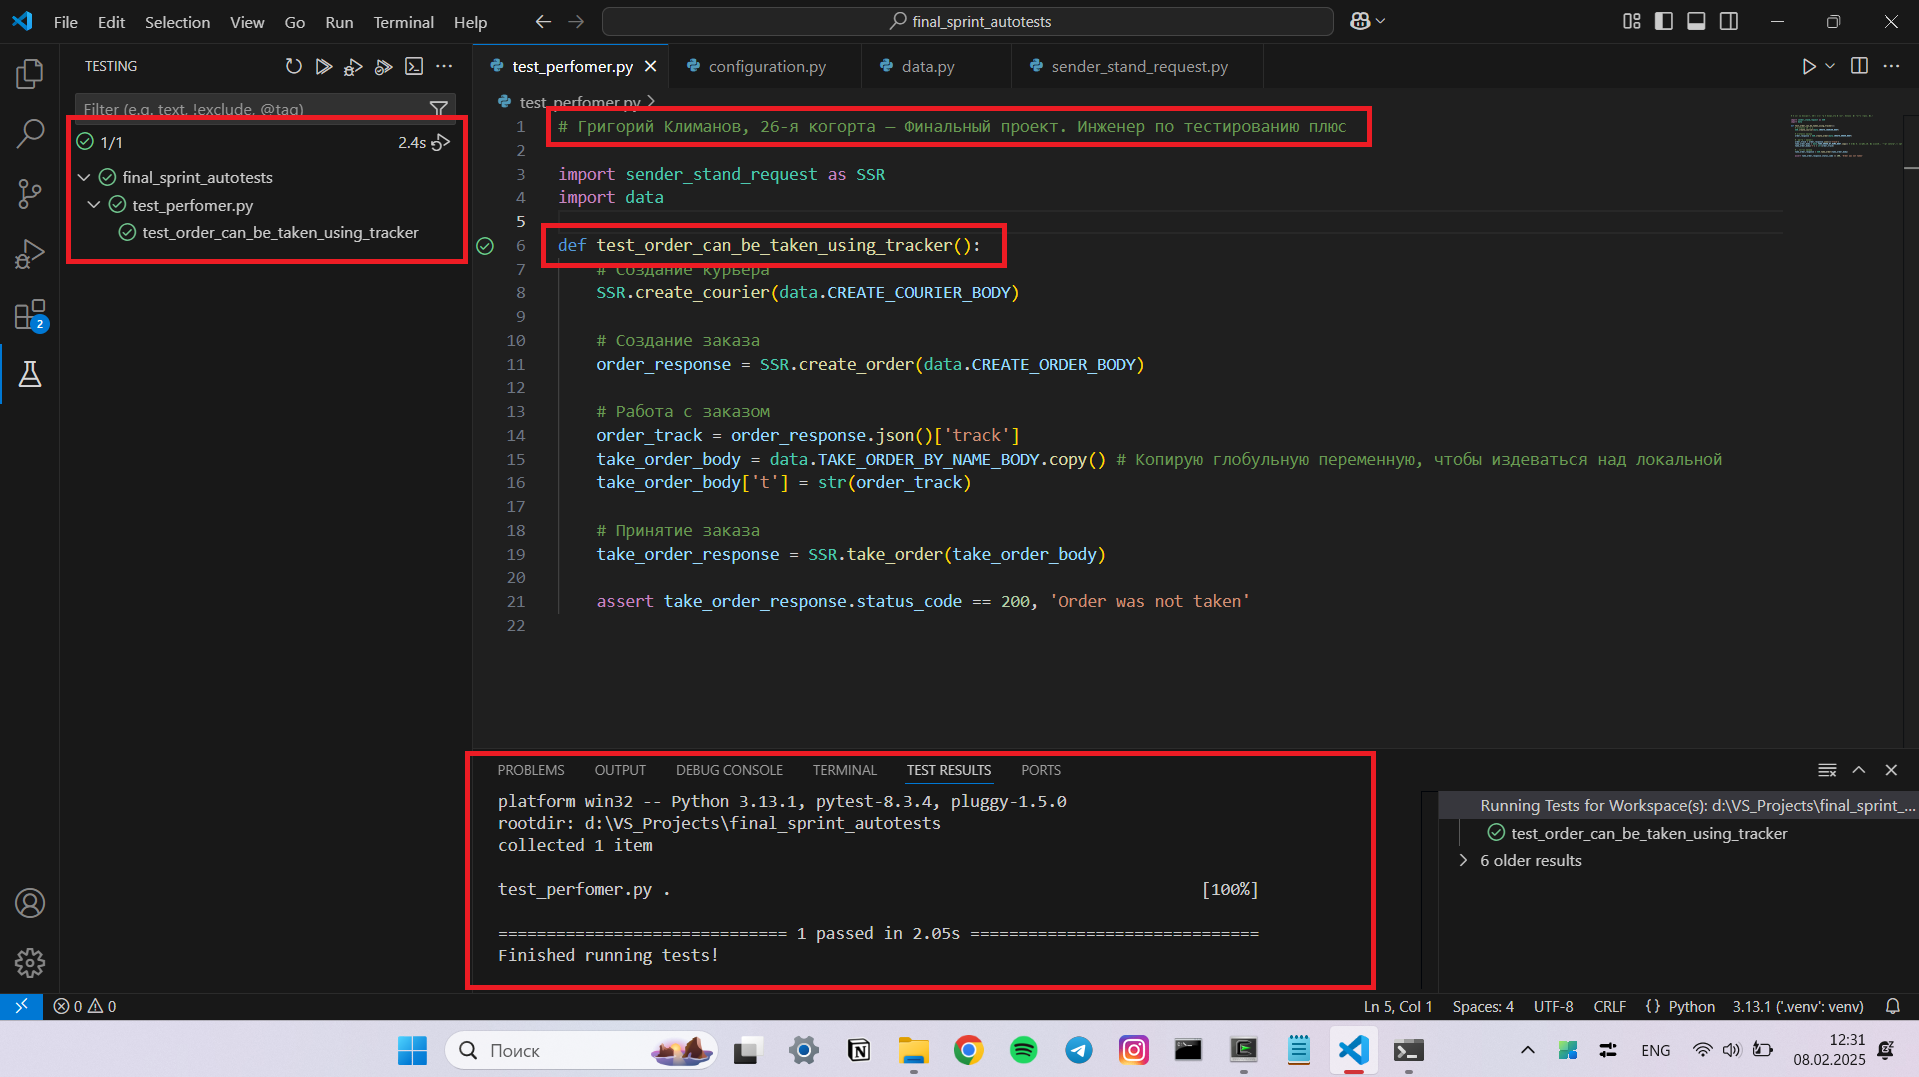 File Edit Selection View Go Run Terminal Help
final_sprint_autotests
TESTING
Filter (e.g. text, !exclude, @tag)
1/1
2.4s
final_sprint_autotests
test_perfomer.py
test_order_can_be_taken_using_tracker
2
test_perfomer.py configuration.py data.py sender_stand_request.py
test_perfomer.py
1 # Григорий Климанов, 26-я когорта — Финальный проект. Инженер по тестированию плюс
2
3 import sender_stand_request as SSR
4 import data
5
6 def test_order_can_be_taken_using_tracker():
7 # Создание курьера
8 SSR.create_courier(data.CREATE_COURIER_BODY)
9
10 # Создание заказа
11 order_response = SSR.create_order(data.CREATE_ORDER_BODY)
12
13 # Работа с заказом
14 order_track = order_response.json()['track']
15 take_order_body = data.TAKE_ORDER_BY_NAME_BODY.copy() # Копирую глобульную переменную, чтобы издеваться над локальной
16 take_order_body['t'] = str(order_track)
17
18 # Принятие заказа
19 take_order_response = SSR.take_order(take_order_body)
20
21 assert take_order_response.status_code == 200, 'Order was not taken'
22
PROBLEMS OUTPUT DEBUG CONSOLE TERMINAL TEST RESULTS PORTS
platform win32 -- Python 3.13.1, pytest-8.3.4, pluggy-1.5.0
rootdir: d:\VS_Projects\final_sprint_autotests
collected 1 item
test_perfomer.py . [100%]
============================== 1 passed in 2.05s ==============================
Finished running tests!
Running Tests for Workspace(s): d:\VS_Projects\final_sprint_...
test_order_can_be_taken_using_tracker
6 older results
0 0
Ln 5, Col 1 Spaces: 4 UTF-8 CRLF {} Python 3.13.1 ('.venv': venv)
Поиск
ENG
12:31
08.02.2025